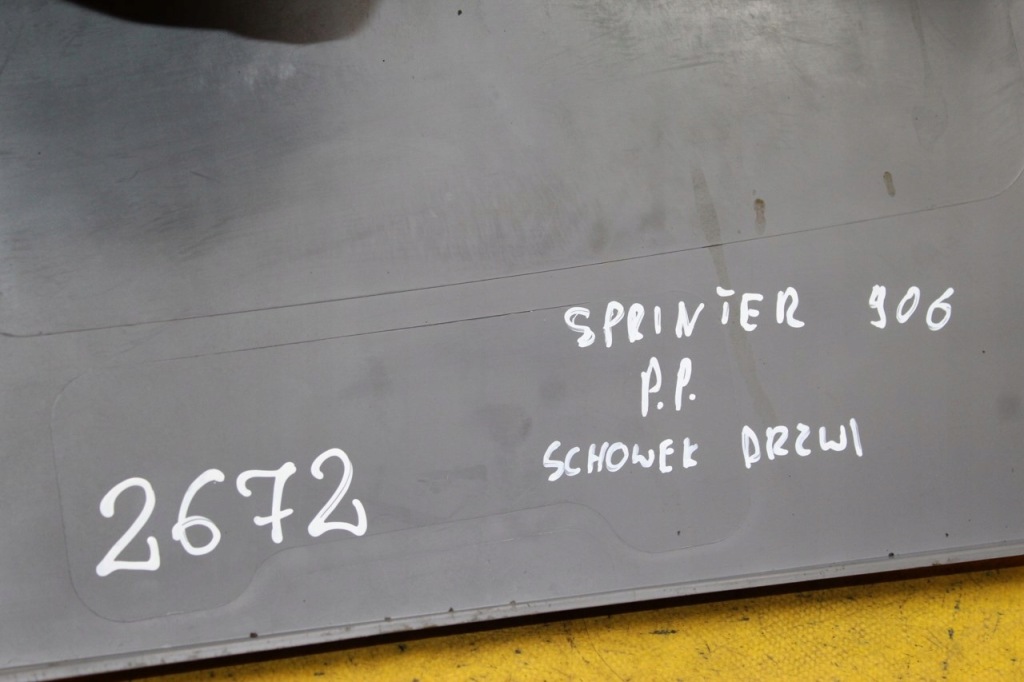 SPRINTER 906
P.P.
SCHOWEK DRZWI
2672